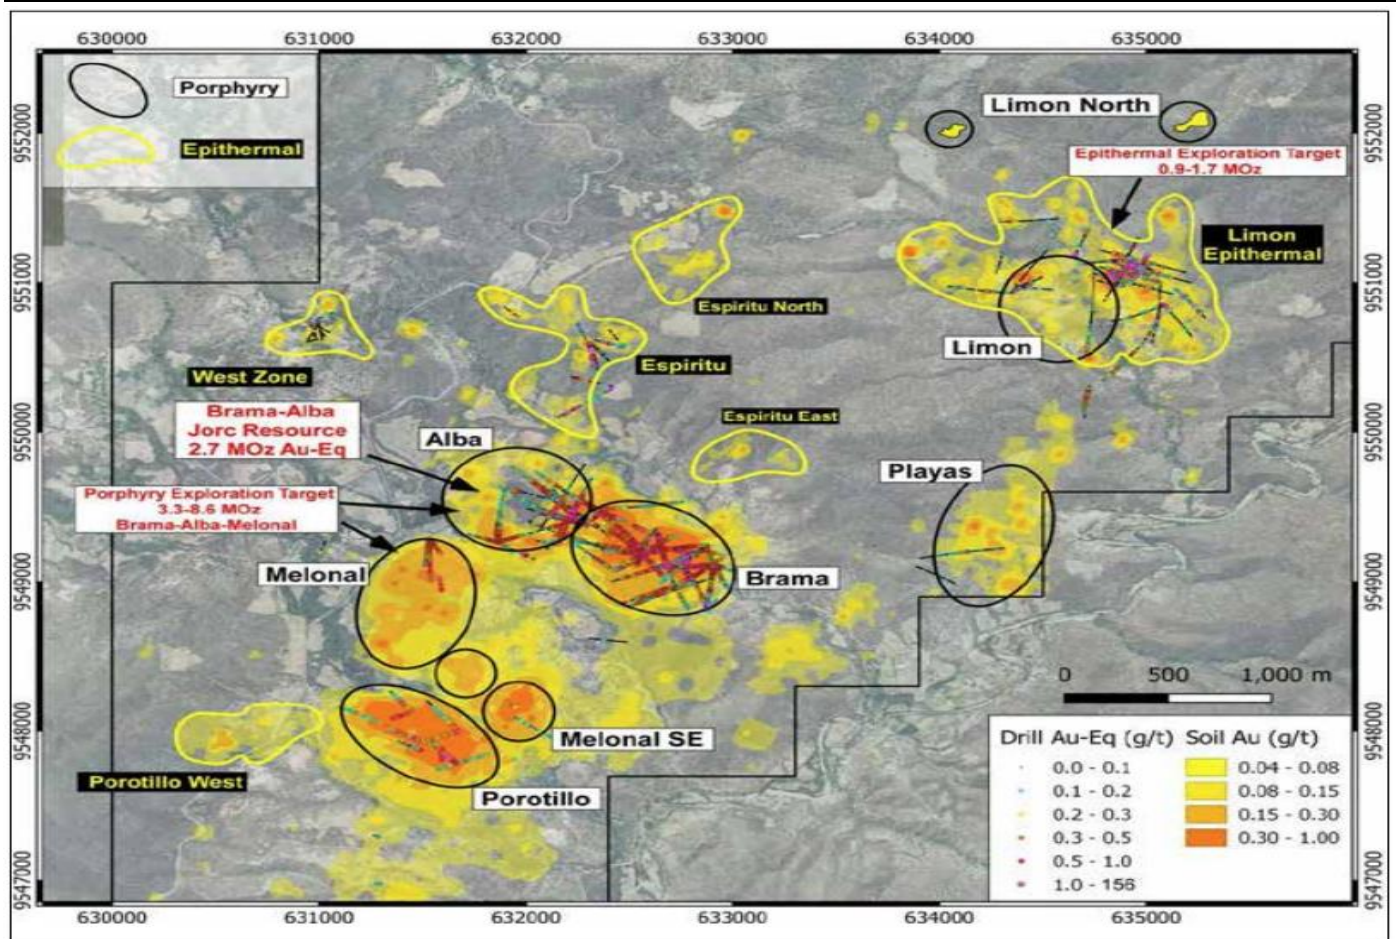 630000 631000 632000 633000 634000 635000
Porphyry
Epithermal
Limon North
Epithermal Exploration Target
0.9-1.7 MOz
Limon
Epithermal
Espiritu North
Limon
West Zone
Espiritu
Brama-Alba
Jorc Resource
2.7 MOz Au-Eq
Espiritu East
Alba
Playas
Porphyry Exploration Target
3.3-8.6 MOz
Brama-Alba-Melonal
Melonal
Brama
0 500 1,000 m
Melonal SE
Porotillo West
Porotillo
Drill Au-Eq (g/t) Soil Au (g/t)
0.0 - 0.1 0.04 - 0.08
0.1 - 0.2 0.08 - 0.15
0.2 - 0.3 0.15 - 0.30
0.3 - 0.5 0.30 - 1.00
0.5 - 1.0
1.0 - 156
9552000
9551000
9550000
9549000
9548000
9547000
9552000
9551000
9550000
9549000
9548000
9547000
630000 631000 632000 633000 634000 635000